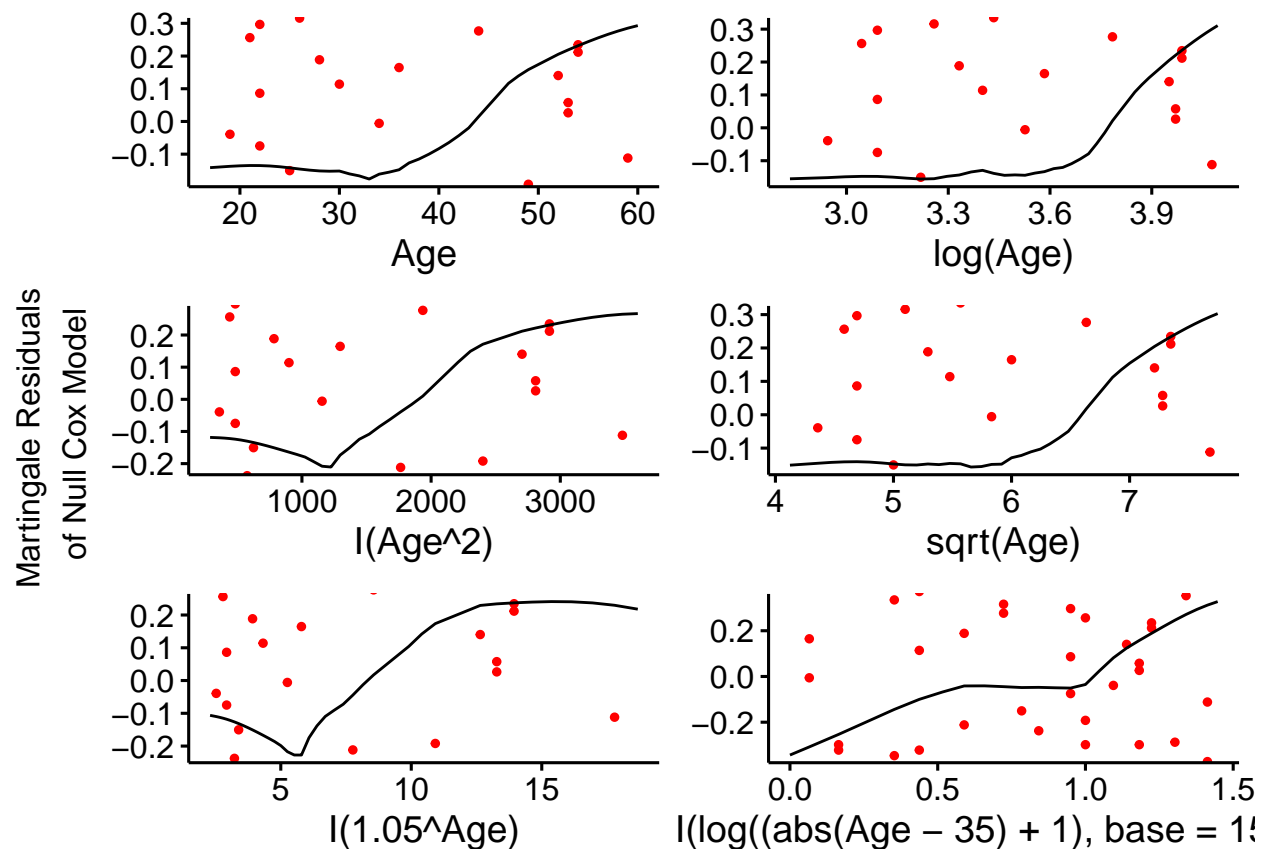 Martingale Residuals
of Null Cox Model
0.3
0.2
0.1
0.0
−0.1
20 30 40 50 60
Age
0.3
0.2
0.1
0.0
−0.1
3.0 3.3 3.6 3.9
log(Age)
0.2
0.1
0.0
−0.1
−0.2
1000 2000 3000
I(Age^2)
0.3
0.2
0.1
0.0
−0.1
4 5 6 7
sqrt(Age)
0.2
0.1
0.0
−0.1
−0.2
5 10 15
I(1.05^Age)
0.2
0.0
−0.2
0.0 0.5 1.0 1.5
I(log((abs(Age − 35) + 1), base = 1